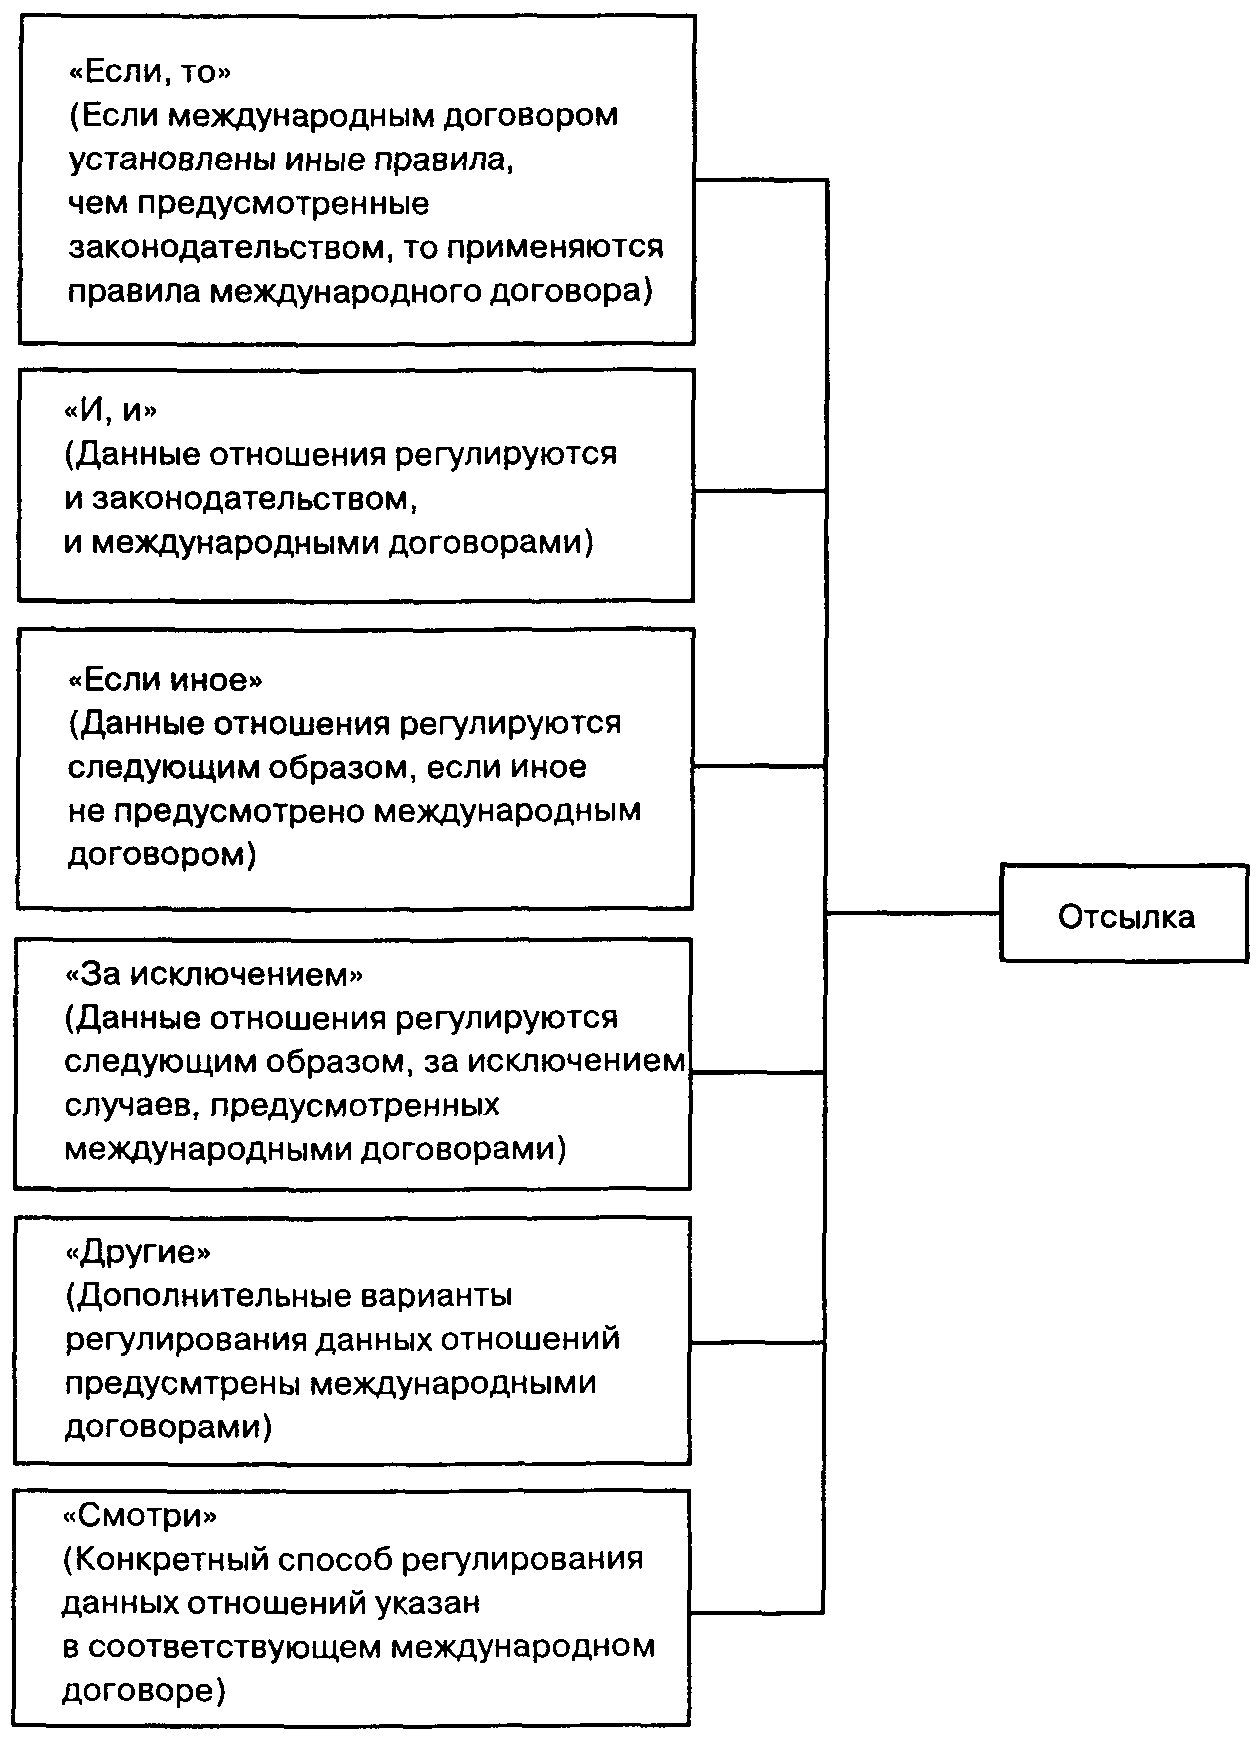 «Если, то»
(Если международным договором
установлены иные правила,
чем предусмотренные
законодательством, то применяются
правила международного договора)
«И, и»
(Данные отношения регулируются
и законодательством,
и международными договорами)
«Если иное»
(Данные отношения регулируются
следующим образом, если иное
не предусмотрено международным
договором)
Отсылка
«За исключением»
(Данные отношения регулируются
следующим образом, за исключением
случаев, предусмотренных
международными договорами)
«Другие»
(Дополнительные варианты
регулирования данных отношений
предусмтрены международными
договорами)
«Смотри»
(Конкретный способ регулирования
данных отношений указан
в соответствующем международном
договоре)